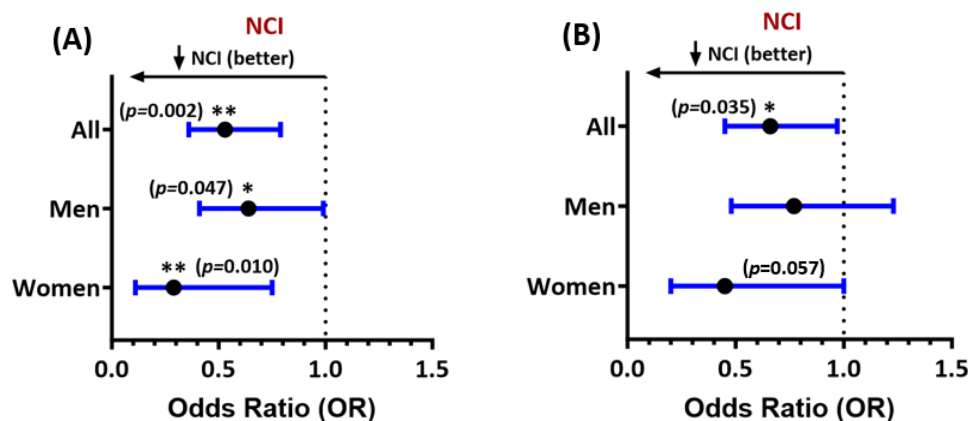 (A)
NCI
↓ NCI (better)
All
(p=0.002) **
Men
(p=0.047) *
Women
** (p=0.010)
0.0 0.5 1.0 1.5
Odds Ratio (OR)
(B)
NCI
↓ NCI (better)
All
(p=0.035) *
Men
Women
(p=0.057)
0.0 0.5 1.0 1.5
Odds Ratio (OR)